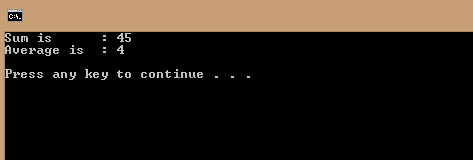 C:\.
Sum is      : 45
Average is  : 4
Press any key to continue . . .